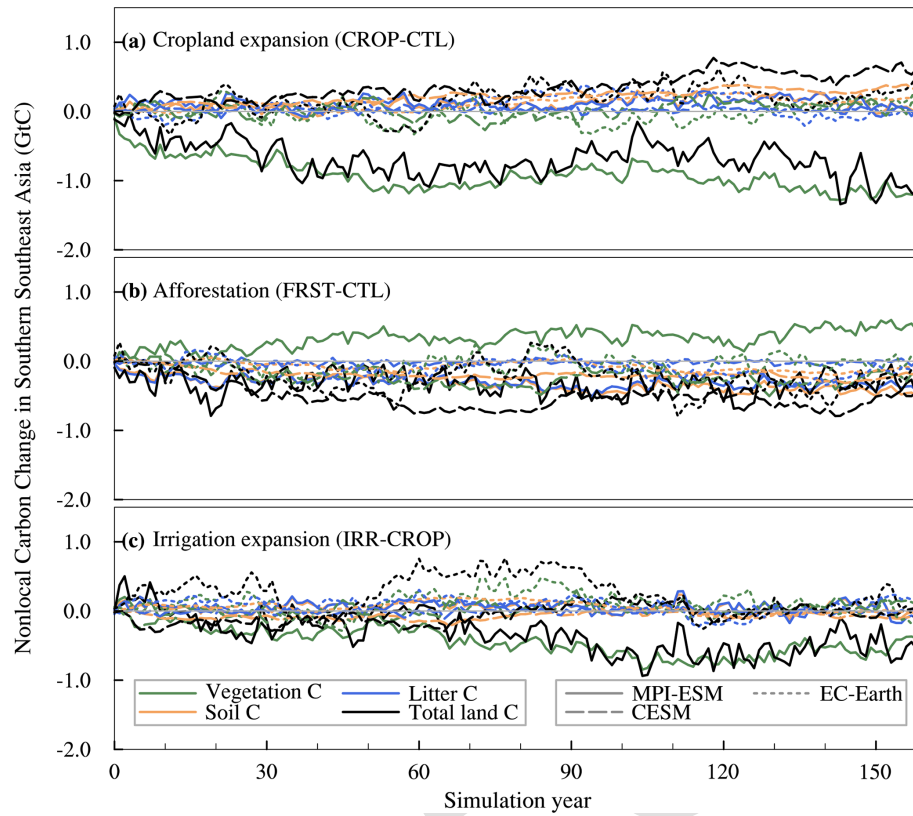 Nonlocal Carbon Change in Southern Southeast Asia (GtC)
(a) Cropland expansion (CROP-CTL)
1.0
0.0
-1.0
-2.0
(b) Afforestation (FRST-CTL)
1.0
0.0
-1.0
-2.0
(c) Irrigation expansion (IRR-CROP)
1.0
0.0
-1.0
-2.0
Vegetation C Litter C
Soil C Total land C
MPI-ESM EC-Earth
CESM
0 30 60 90 120 150
Simulation year